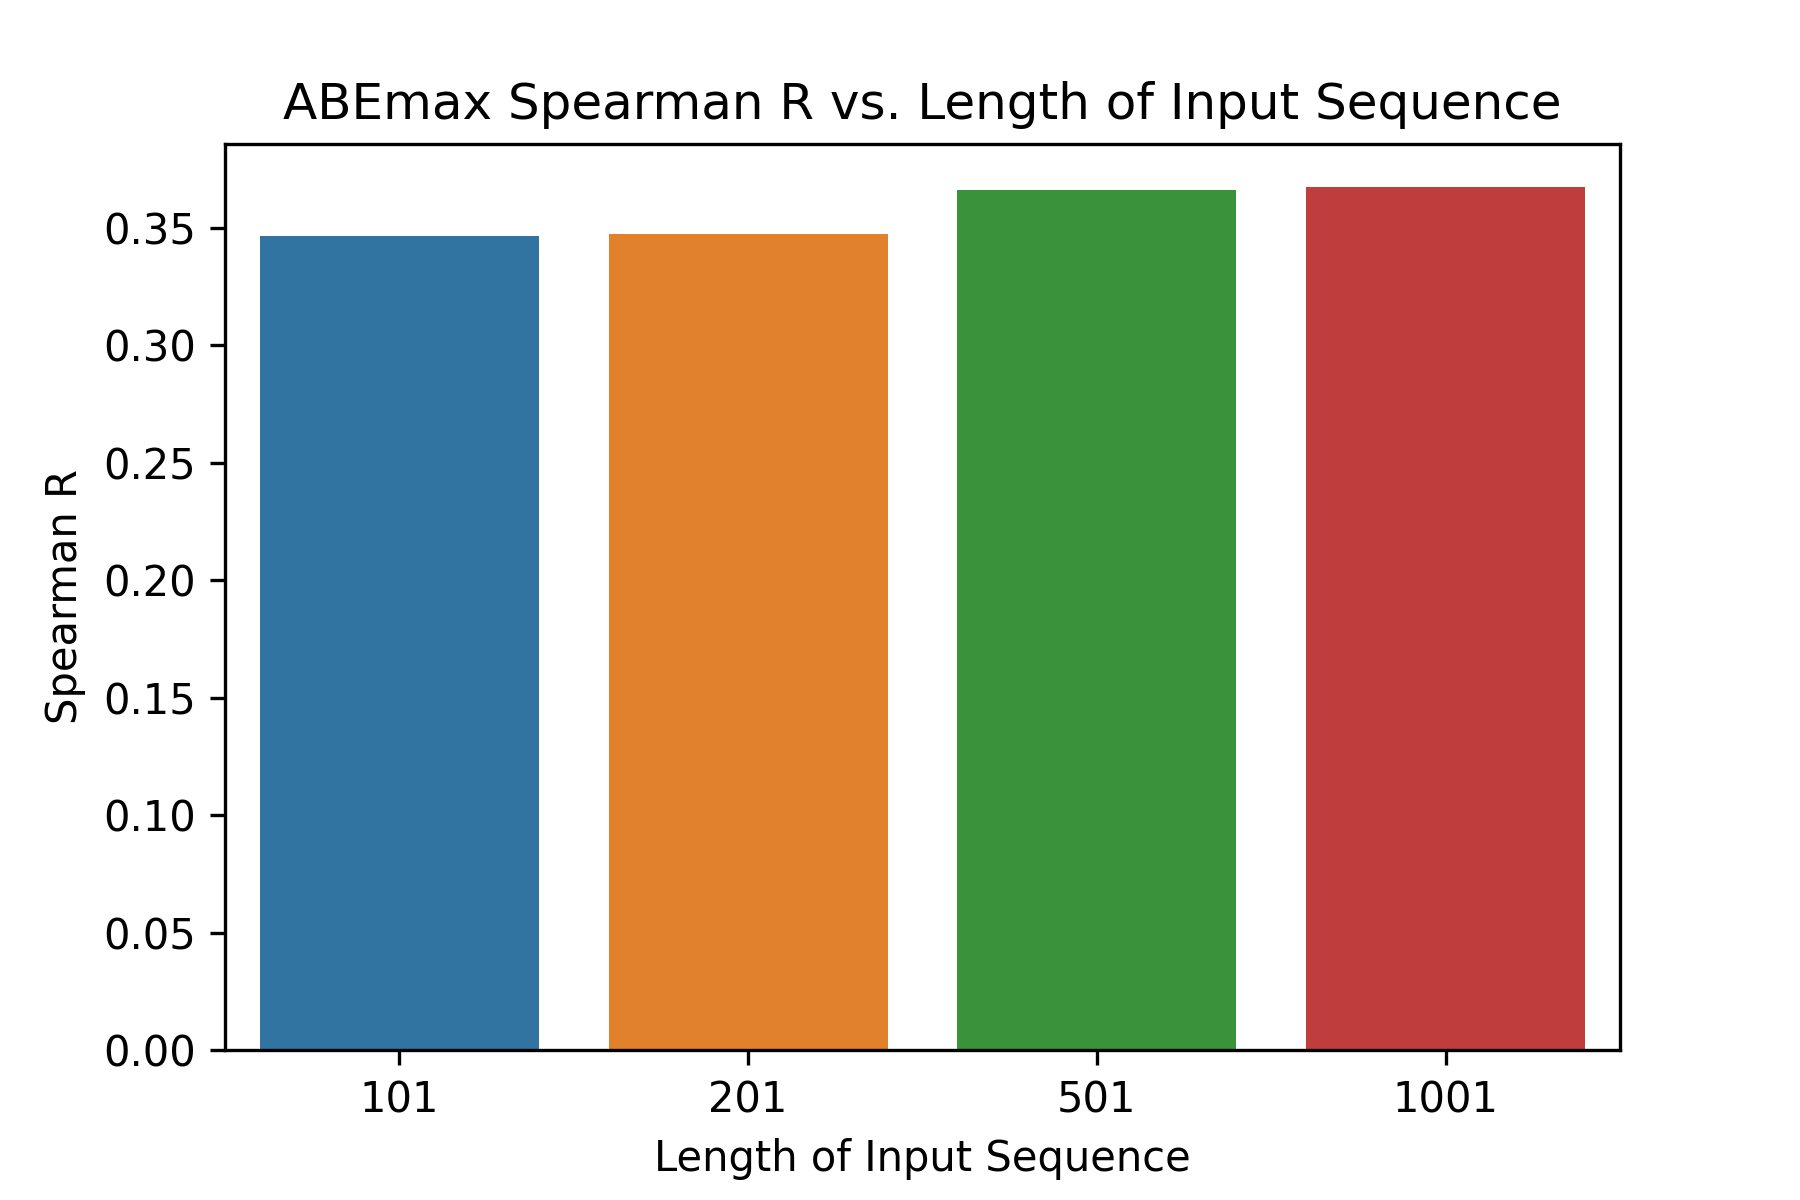 ABEmax Spearman R vs. Length of Input Sequence
Spearman R
0.35
0.30
0.25
0.20
0.15
0.10
0.05
0.00
101 201 501 1001
Length of Input Sequence